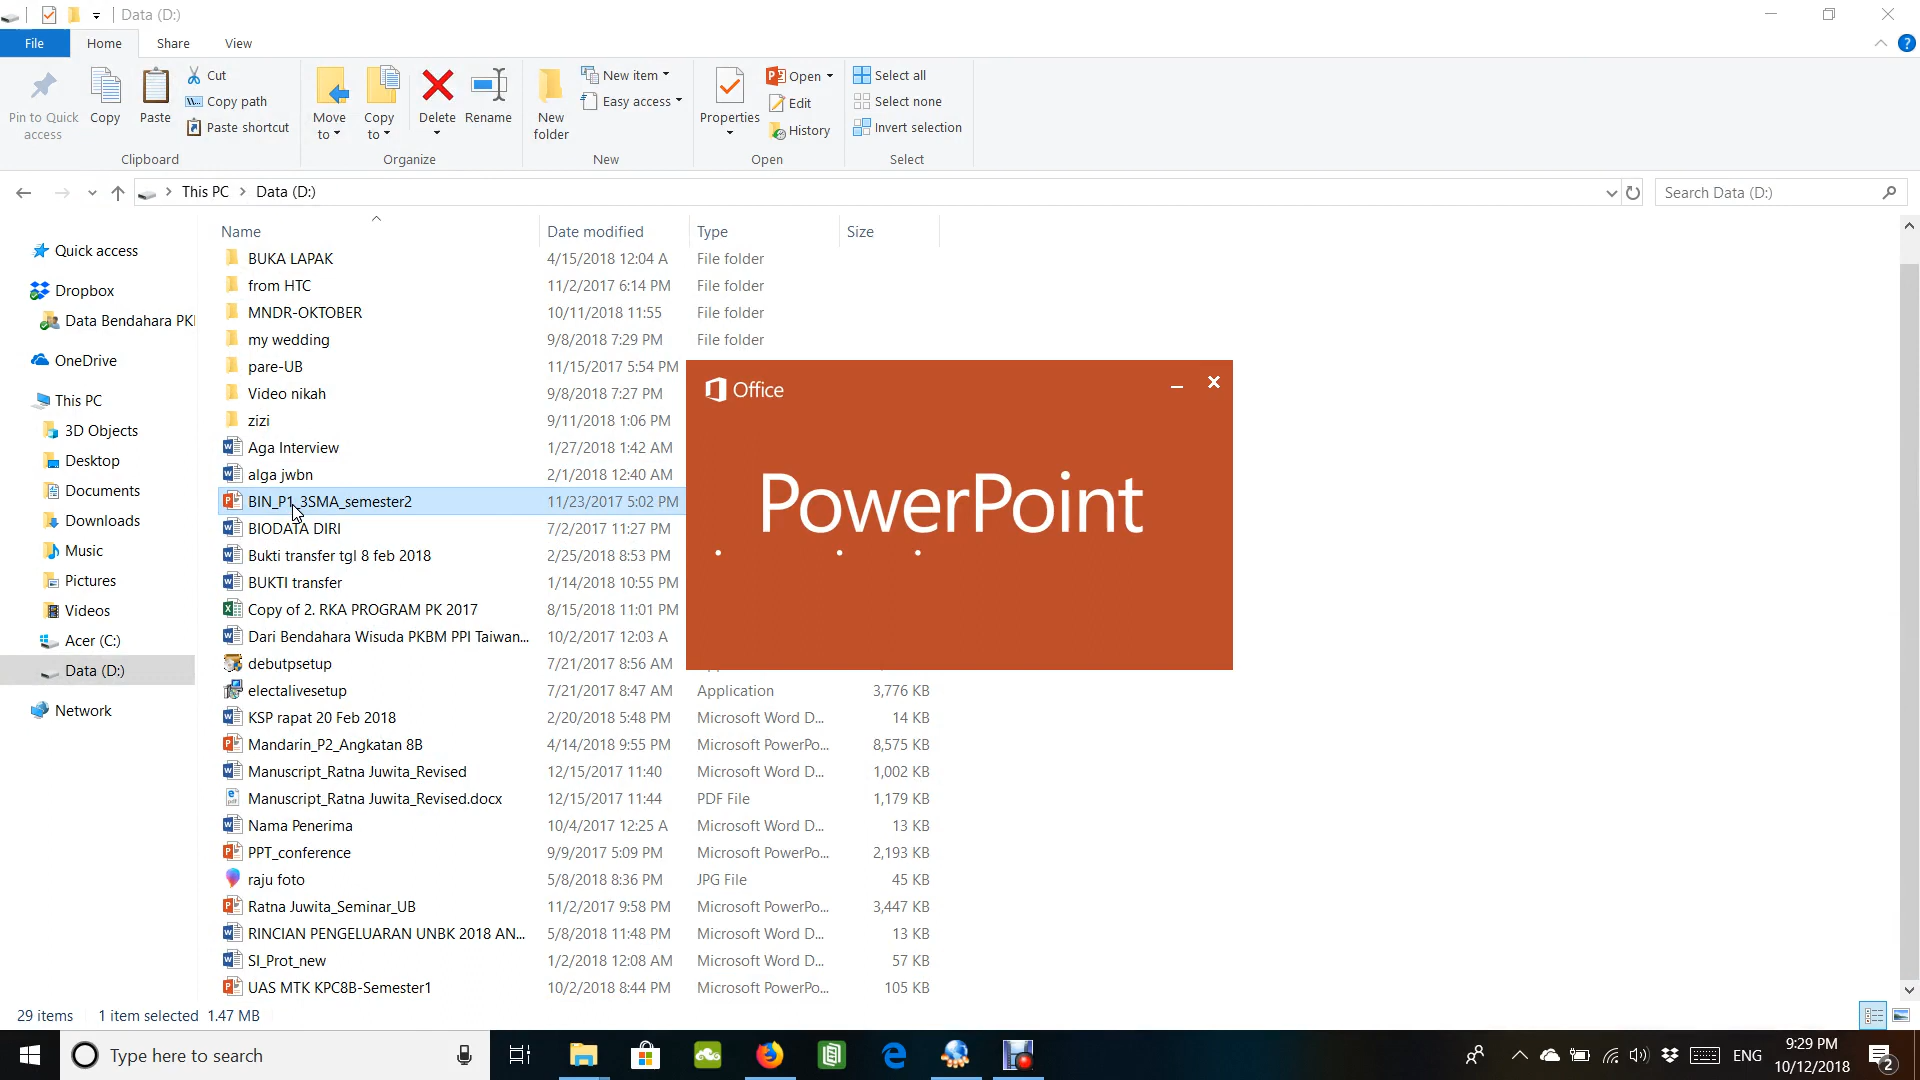 Data (D:)
File Home Share View
Pin to Quick access
Copy
Paste
Cut
Copy path
Paste shortcut
Clipboard
Move to
Copy to
Delete
Rename
Organize
New folder
New item
Easy access
New
Properties
Open
Edit
History
Open
Select all
Select none
Invert selection
Select
This PC > Data (D:)
Search Data (D:)
Quick access
Dropbox
Data Bendahara PK
OneDrive
This PC
3D Objects
Desktop
Documents
Downloads
Music
Pictures
Videos
Acer (C:)
Data (D:)
Network
Name Date modified Type Size
BUKA LAPAK 4/15/2018 12:04 A File folder
from HTC 11/2/2017 6:14 PM File folder
MNDR-OKTOBER 10/11/2018 11:55 File folder
my wedding 9/8/2018 7:29 PM File folder
pare-UB 11/15/2017 5:54 PM
Video nikah 9/8/2018 7:27 PM
zizi 9/11/2018 1:06 PM
Aga Interview 1/27/2018 1:42 AM
alga jwbn 2/1/2018 12:40 AM
BIN_P1_3SMA_semester2 11/23/2017 5:02 PM
BIODATA DIRI 7/2/2017 11:27 PM
Bukti transfer tgl 8 feb 2018 2/25/2018 8:53 PM
BUKTI transfer 1/14/2018 10:55 PM
Copy of 2. RKA PROGRAM PK 2017 8/15/2018 11:01 PM
Dari Bendahara Wisuda PKBM PPI Taiwan... 10/2/2017 12:03 A
debutpsetup 7/21/2017 8:56 AM
electalivesetup 7/21/2017 8:47 AM Application 3,776 KB
KSP rapat 20 Feb 2018 2/20/2018 5:48 PM Microsoft Word D... 14 KB
Mandarin_P2_Angkatan 8B 4/14/2018 9:55 PM Microsoft PowerPo... 8,575 KB
Manuscript_Ratna Juwita_Revised 12/15/2017 11:40 Microsoft Word D... 1,002 KB
Manuscript_Ratna Juwita_Revised.docx 12/15/2017 11:44 PDF File 1,179 KB
Nama Penerima 10/4/2017 12:25 A Microsoft Word D... 13 KB
PPT_conference 9/9/2017 5:09 PM Microsoft PowerPo... 2,193 KB
raju foto 5/8/2018 8:36 PM JPG File 45 KB
Ratna Juwita_Seminar_UB 11/2/2017 9:58 PM Microsoft PowerPo... 3,447 KB
RINCIAN PENGELUARAN UNBK 2018 AN... 5/8/2018 11:48 PM Microsoft Word D... 13 KB
SI_Prot_new 1/2/2018 12:08 AM Microsoft Word D... 57 KB
UAS MTK KPC8B-Semester1 10/2/2018 8:44 PM Microsoft PowerPo... 105 KB
Office
PowerPoint
29 items 1 item selected 1.47 MB
Type here to search
ENG
9:29 PM
10/12/2018
2